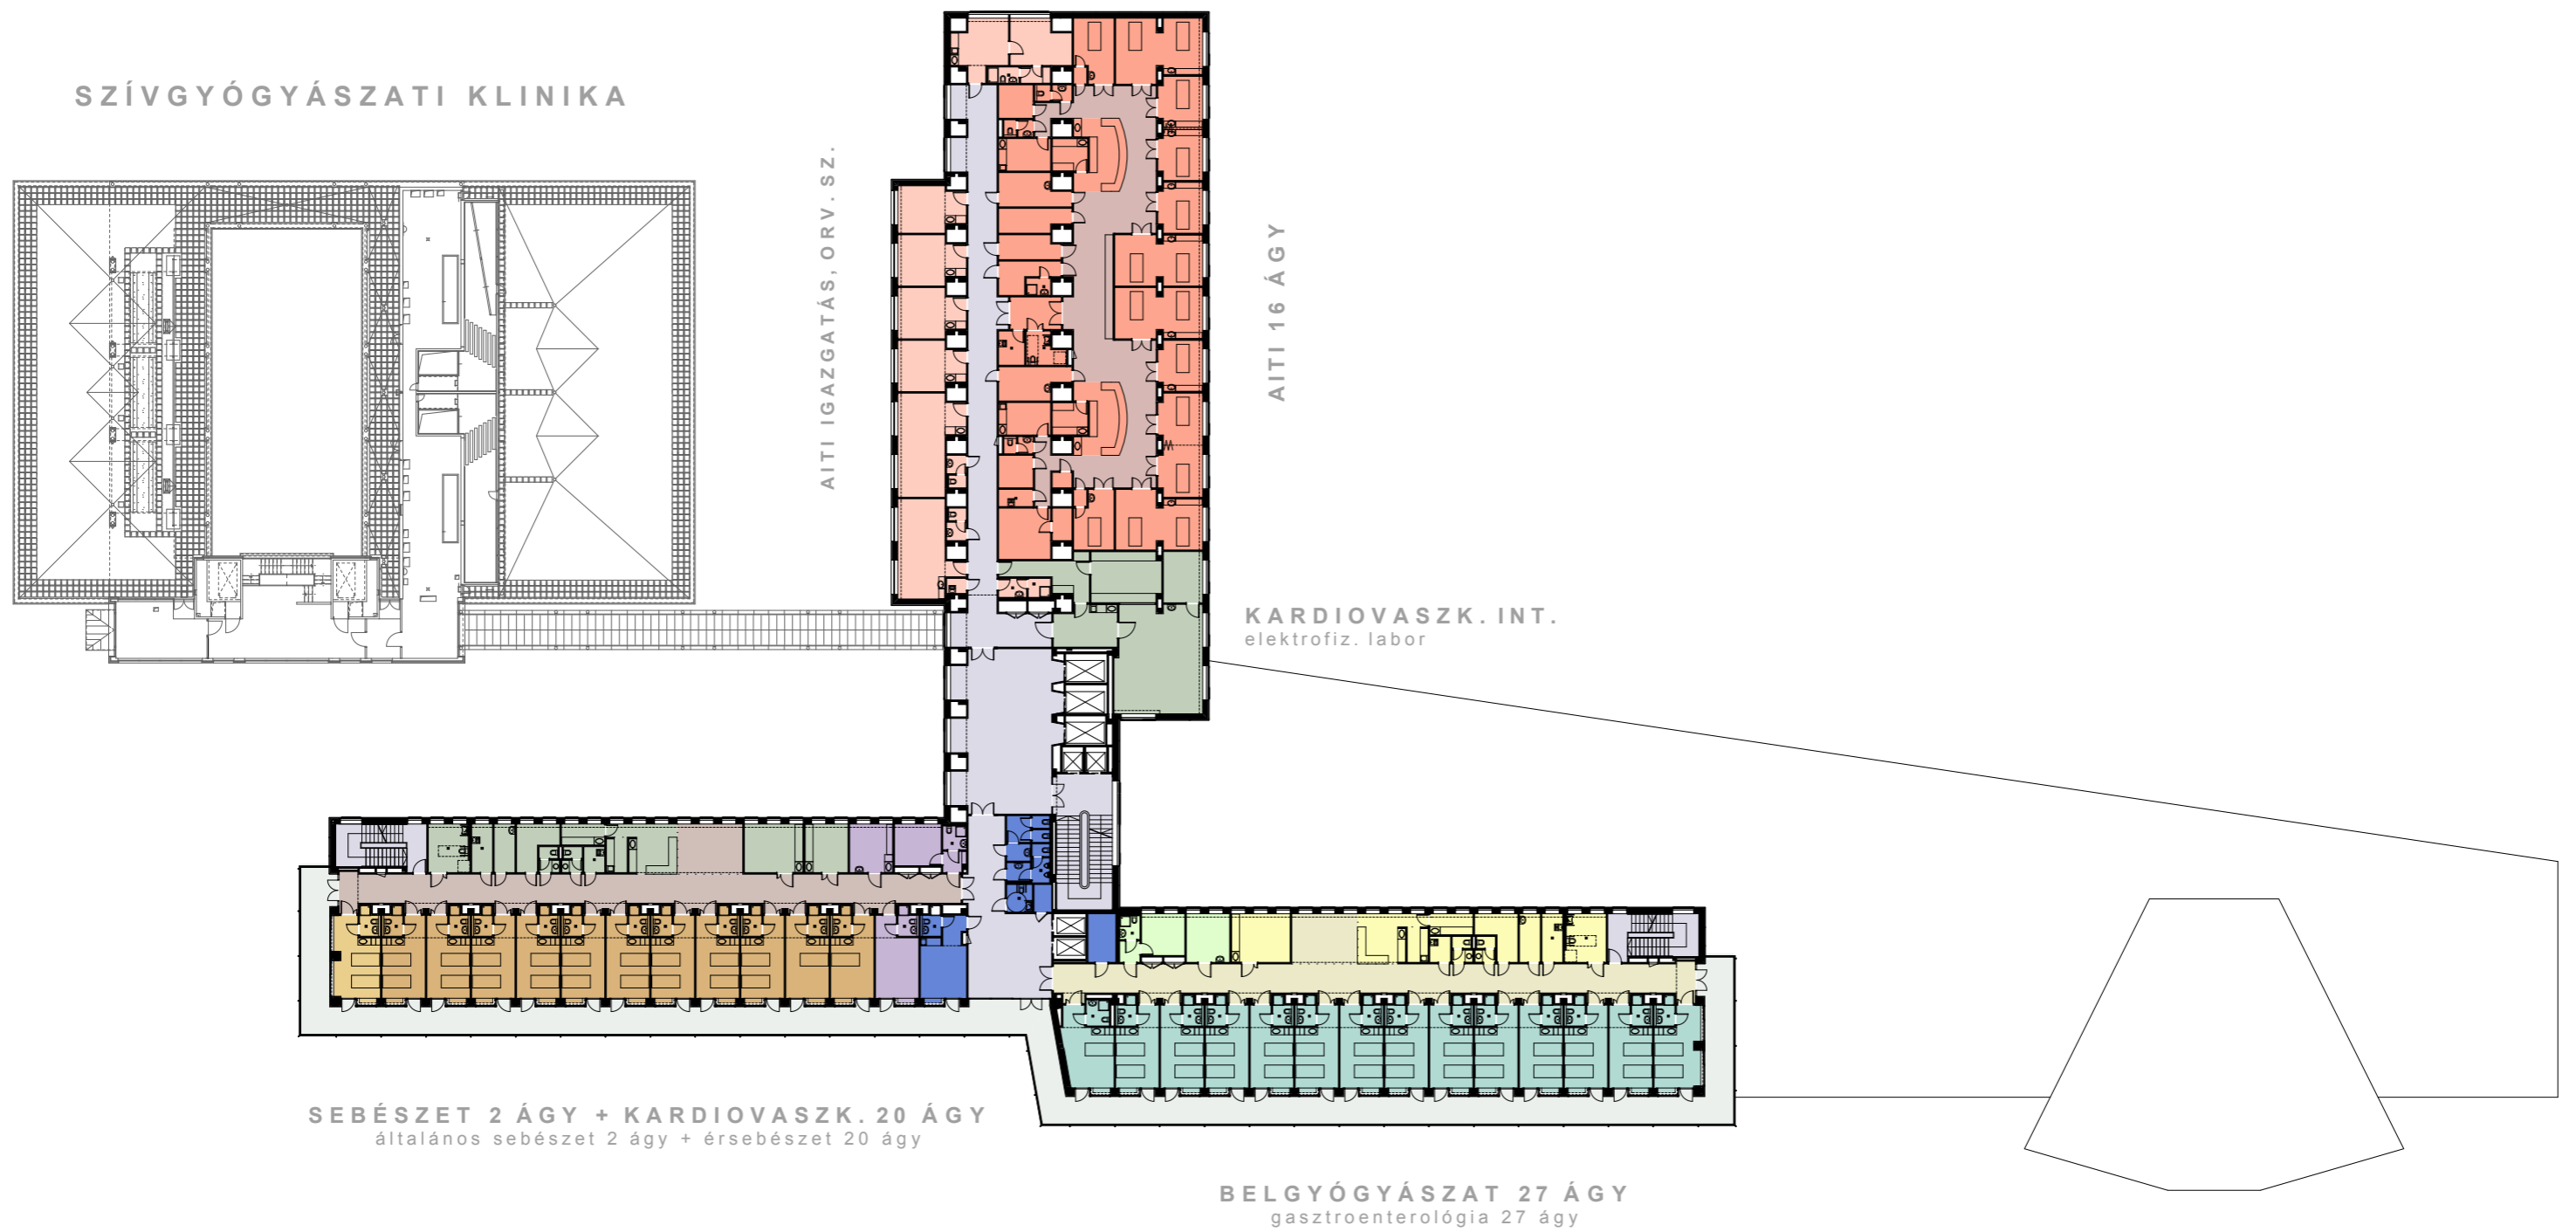 SZÍVGYÓGYÁSZATI KLINIKA
AITI IGAZGATÁS, ORV. SZ.
AITI 16 ÁGY
KARDIOVASZK. INT.
elektrofiz. labor
SEBÉSZET 2 ÁGY + KARDIOVASZK. 20 ÁGY
általános sebészet 2 ágy + érsebészet 20 ágy
BELGYÓGYÁSZAT 27 ÁGY
gasztroenterológia 27 ágy